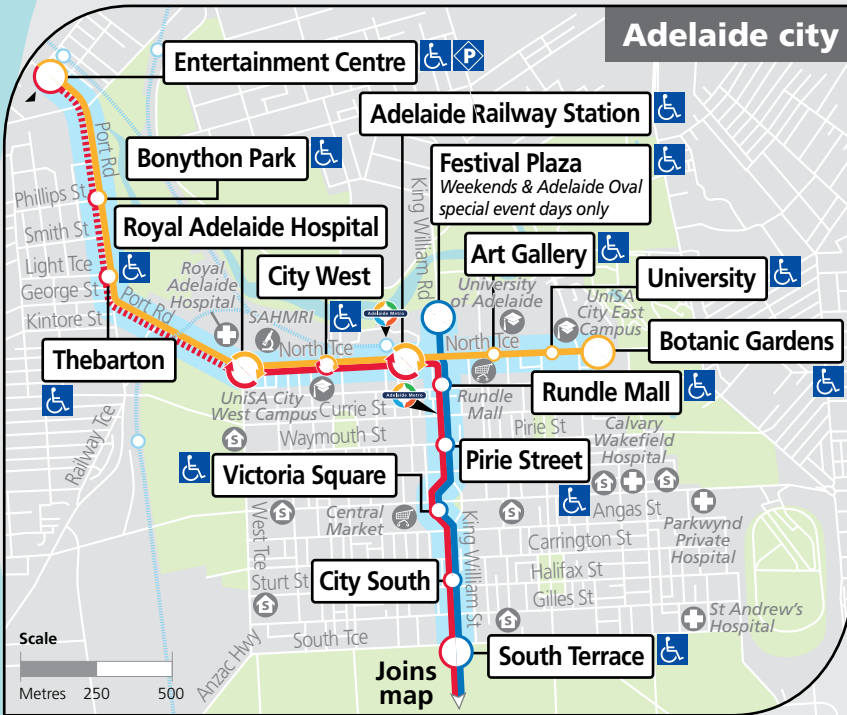 Adelaide city
Entertainment Centre
P
Adelaide Railway Station
Port Rd
Bonython Park
Festival Plaza
Weekends & Adelaide Oval
special event days only
King William Rd
Phillips St
Smith St
Royal Adelaide Hospital
Art Gallery
Light Tce
City West
University
George St
Royal
Adelaide
Hospital
University
of Adelaide
UniSA
City East
Campus
Port Rd
Kintore St
SAHMRI
Adelaide Metro
North Tce
North Tce
Botanic Gardens
Thebarton
UniSA City
West Campus
Adelaide Metro
Rundle
Mall
Rundle Mall
Currie St
Waymouth St
Pirie St
Calvary
Wakefield
Hospital
Railway Tce
S
Victoria Square
Pirie Street
S
S
West Tce
S
Central
Market
S
Angas St
Parkwynd
Private
Hospital
King William St
Carrington St
Sturt St
City South
Halifax St
Gilles St
S
S
St Andrew's
Hospital
Anzac Hwy
South Tce
South Terrace
Joins
map
Scale
Metres 250 500